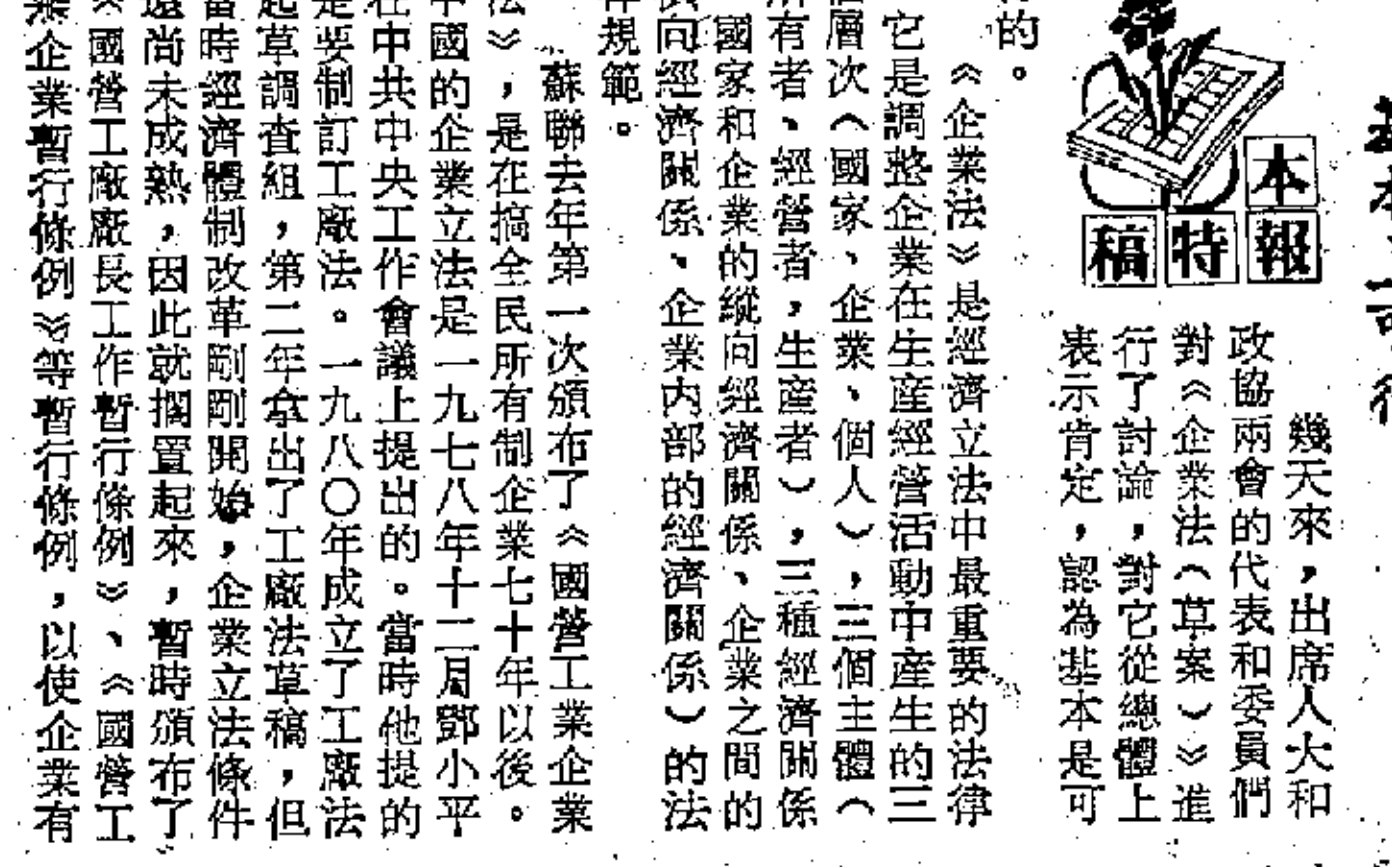 基本、可行
本報
特稿
幾天來，出席人大和
政協兩會的代表和委員們
對《企業法（草案）》進
行了討論，對它從總體上
表示肯定，認為基本是可
的。
《企業法》是經濟立法中最重要的法律
它是調整企業在生産經營活動中産生的三
層次（國家、企業、個人），三個主體（
有者、經營者，生産者），三種經濟關係
國家和企業的縱向經濟關係、企業之間的
向經濟關係、企業内部的經濟關係）的法
規範。
蘇聯去年第一次頒布了《國營工業企業
法》，是在搞全民所有制企業七十年以後。
中國的企業立法是一九七八年十二月鄧小平
在中共中央工作會議上提出的。當時他提的
是要制訂工廠法。一九八〇年成立了工廠法
起草調查組，第二年拿出了工廠法草稿，但
當時經濟體制改革剛剛開始，企業立法條件
還尚未成熟，因此就擱置起來，暫時頒布了
《國營工廠廠長工作暫行條例》、《國營工
業企業暫行條例》等暫行條例，以使企業有